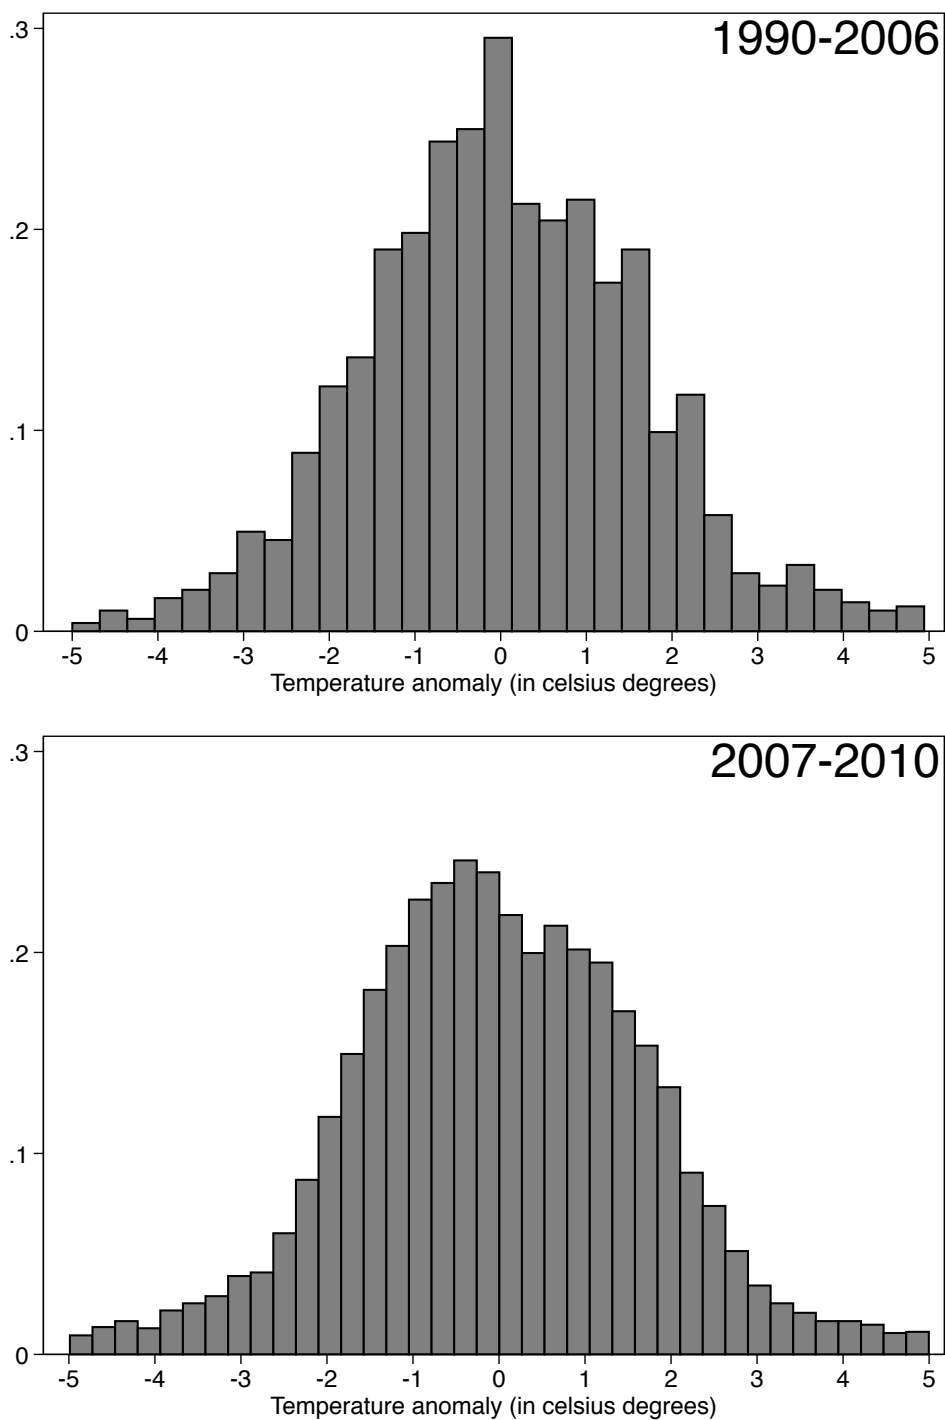 1990-2006
.3
.2
.1
0
-5 -4 -3 -2 -1 0 1 2 3 4 5
Temperature anomaly (in celsius degrees)
2007-2010
.3
.2
.1
0
-5 -4 -3 -2 -1 0 1 2 3 4 5
Temperature anomaly (in celsius degrees)